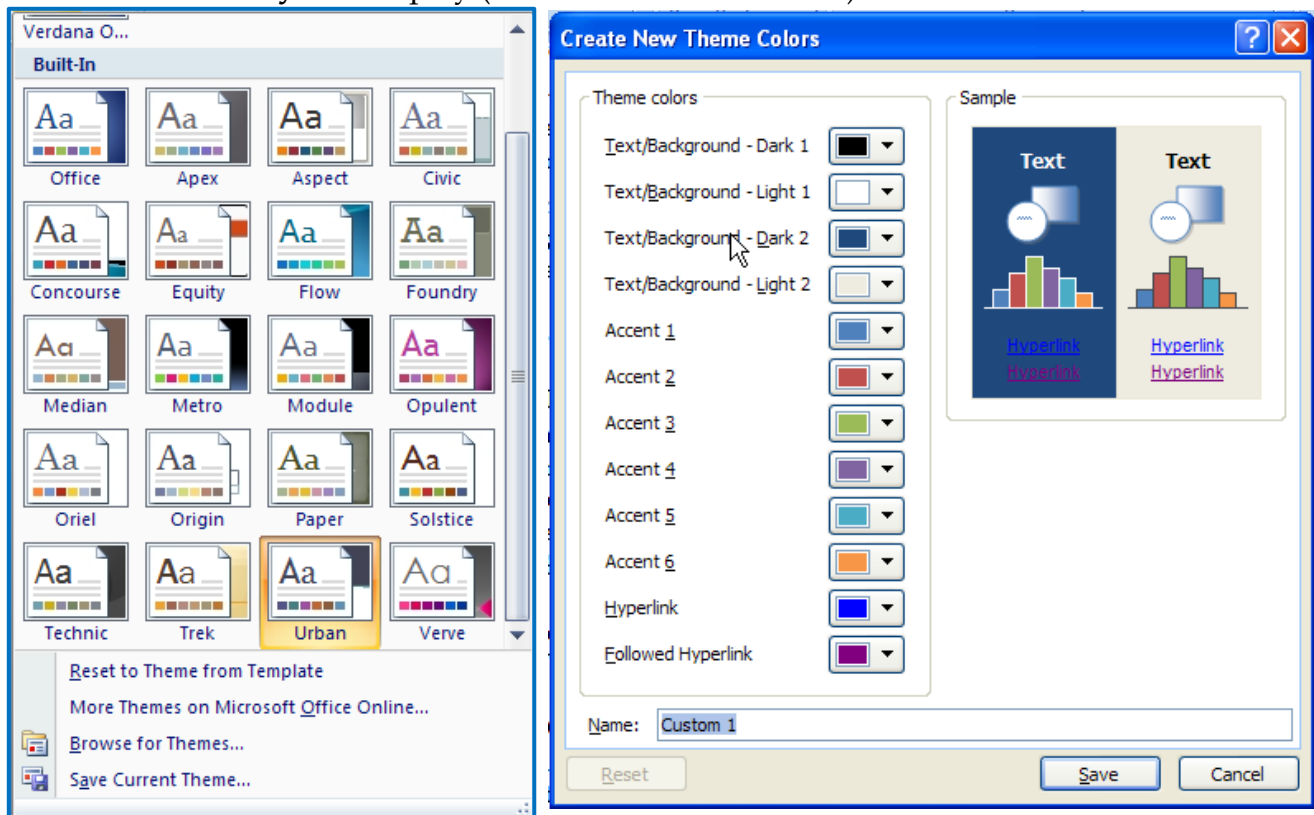 Verdana O...
Built-In
Aa Aa Aa Aa
Office Apex Aspect Civic
Aa Aa Aa Aa
Concourse Equity Flow Foundry
Aa Aa Aa Aa
Median Metro Module Opulent
Aa Aa Aa Aa
Oriel Origin Paper Solstice
Aa Aa Aa Aa
Technic Trek Urban Verve
Reset to Theme from Template
More Themes on Microsoft Office Online...
Browse for Themes...
Save Current Theme...
Create New Theme Colors
Theme colors
Text/Background - Dark 1
Text/Background - Light 1
Text/Background - Dark 2
Text/Background - Light 2
Accent 1
Accent 2
Accent 3
Accent 4
Accent 5
Accent 6
Hyperlink
Followed Hyperlink
Sample
Text Text
Hyperlink Hyperlink
Hyperlink Hyperlink
Name: Custom 1
Reset Save Cancel